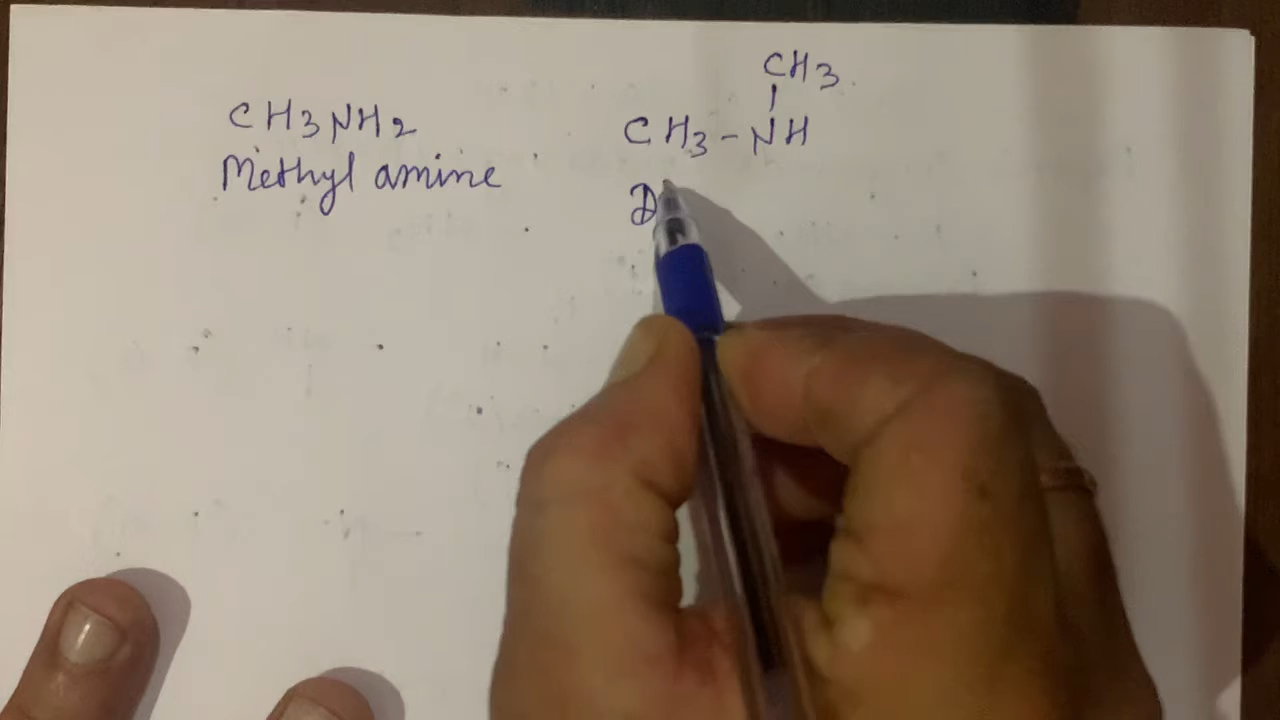 CH3NH2
Methyl amine
CH3
|
CH3-NH
D